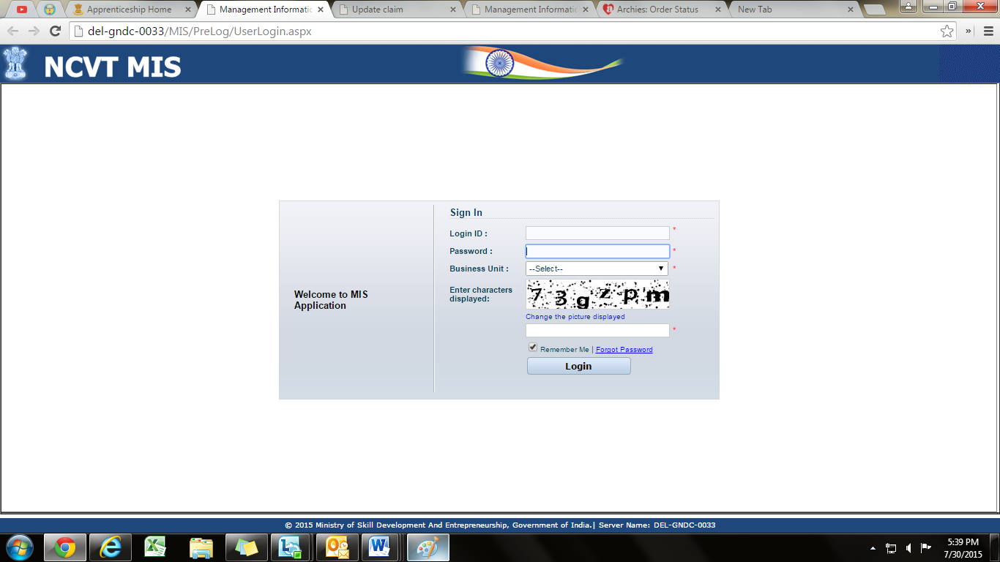 Apprenticeship Home
Management Informatic
Update claim
Management Informatic
Archies: Order Status
New Tab
del-gndc-0033/MIS/PreLog/UserLogin.aspx
NCVT MIS
Welcome to MIS
Application
Sign In
Login ID : *
Password : *
Business Unit : --Select-- *
Enter characters
displayed:
7 3 g z p m
Change the picture displayed
*
Remember Me | Forgot Password
Login
© 2015 Ministry of Skill Development And Entrepreneurship, Government of India.| Server Name: DEL-GNDC-0033
5:39 PM
7/30/2015